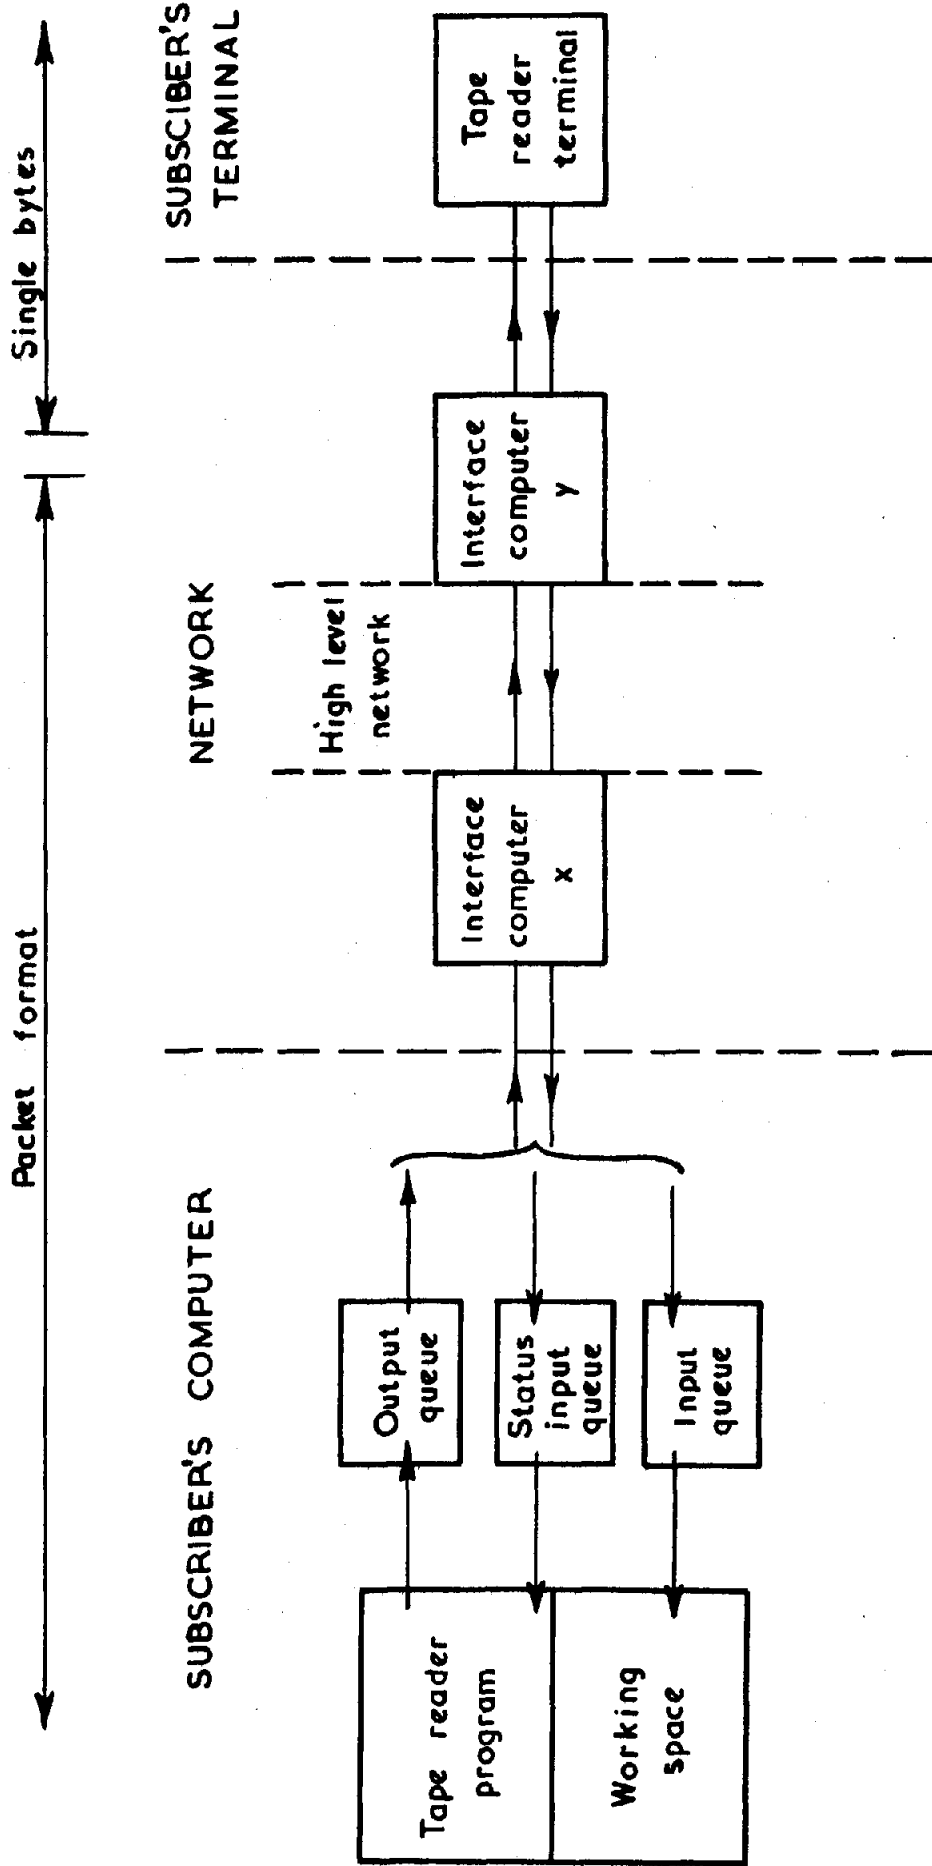 Packet format
Single bytes
SUBSCRIBER'S COMPUTER
NETWORK
SUBSCIBER'S
TERMINAL
High level
network
Tape reader
program
Working
space
Output
queue
Status
input
queue
Input
queue
Interface
computer
x
Interface
computer
y
Tape
reader
terminal